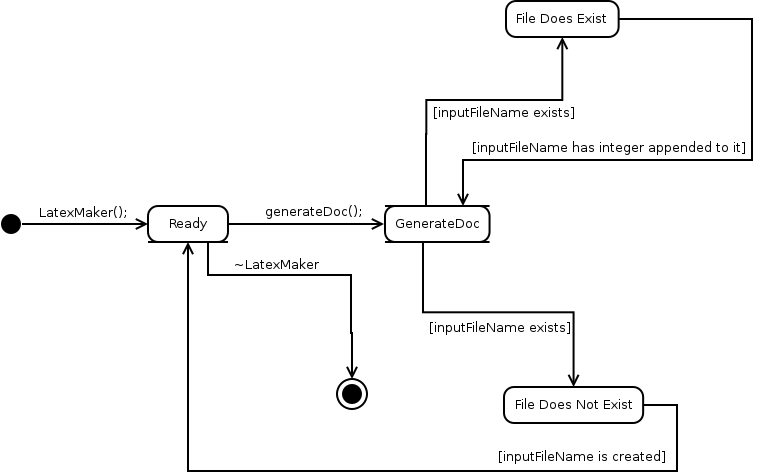 File Does Exist
[inputFileName exists]
[inputFileName has integer appended to it]
LatexMaker();
Ready
generateDoc();
GenerateDoc
~LatexMaker
[inputFileName exists]
File Does Not Exist
[inputFileName is created]